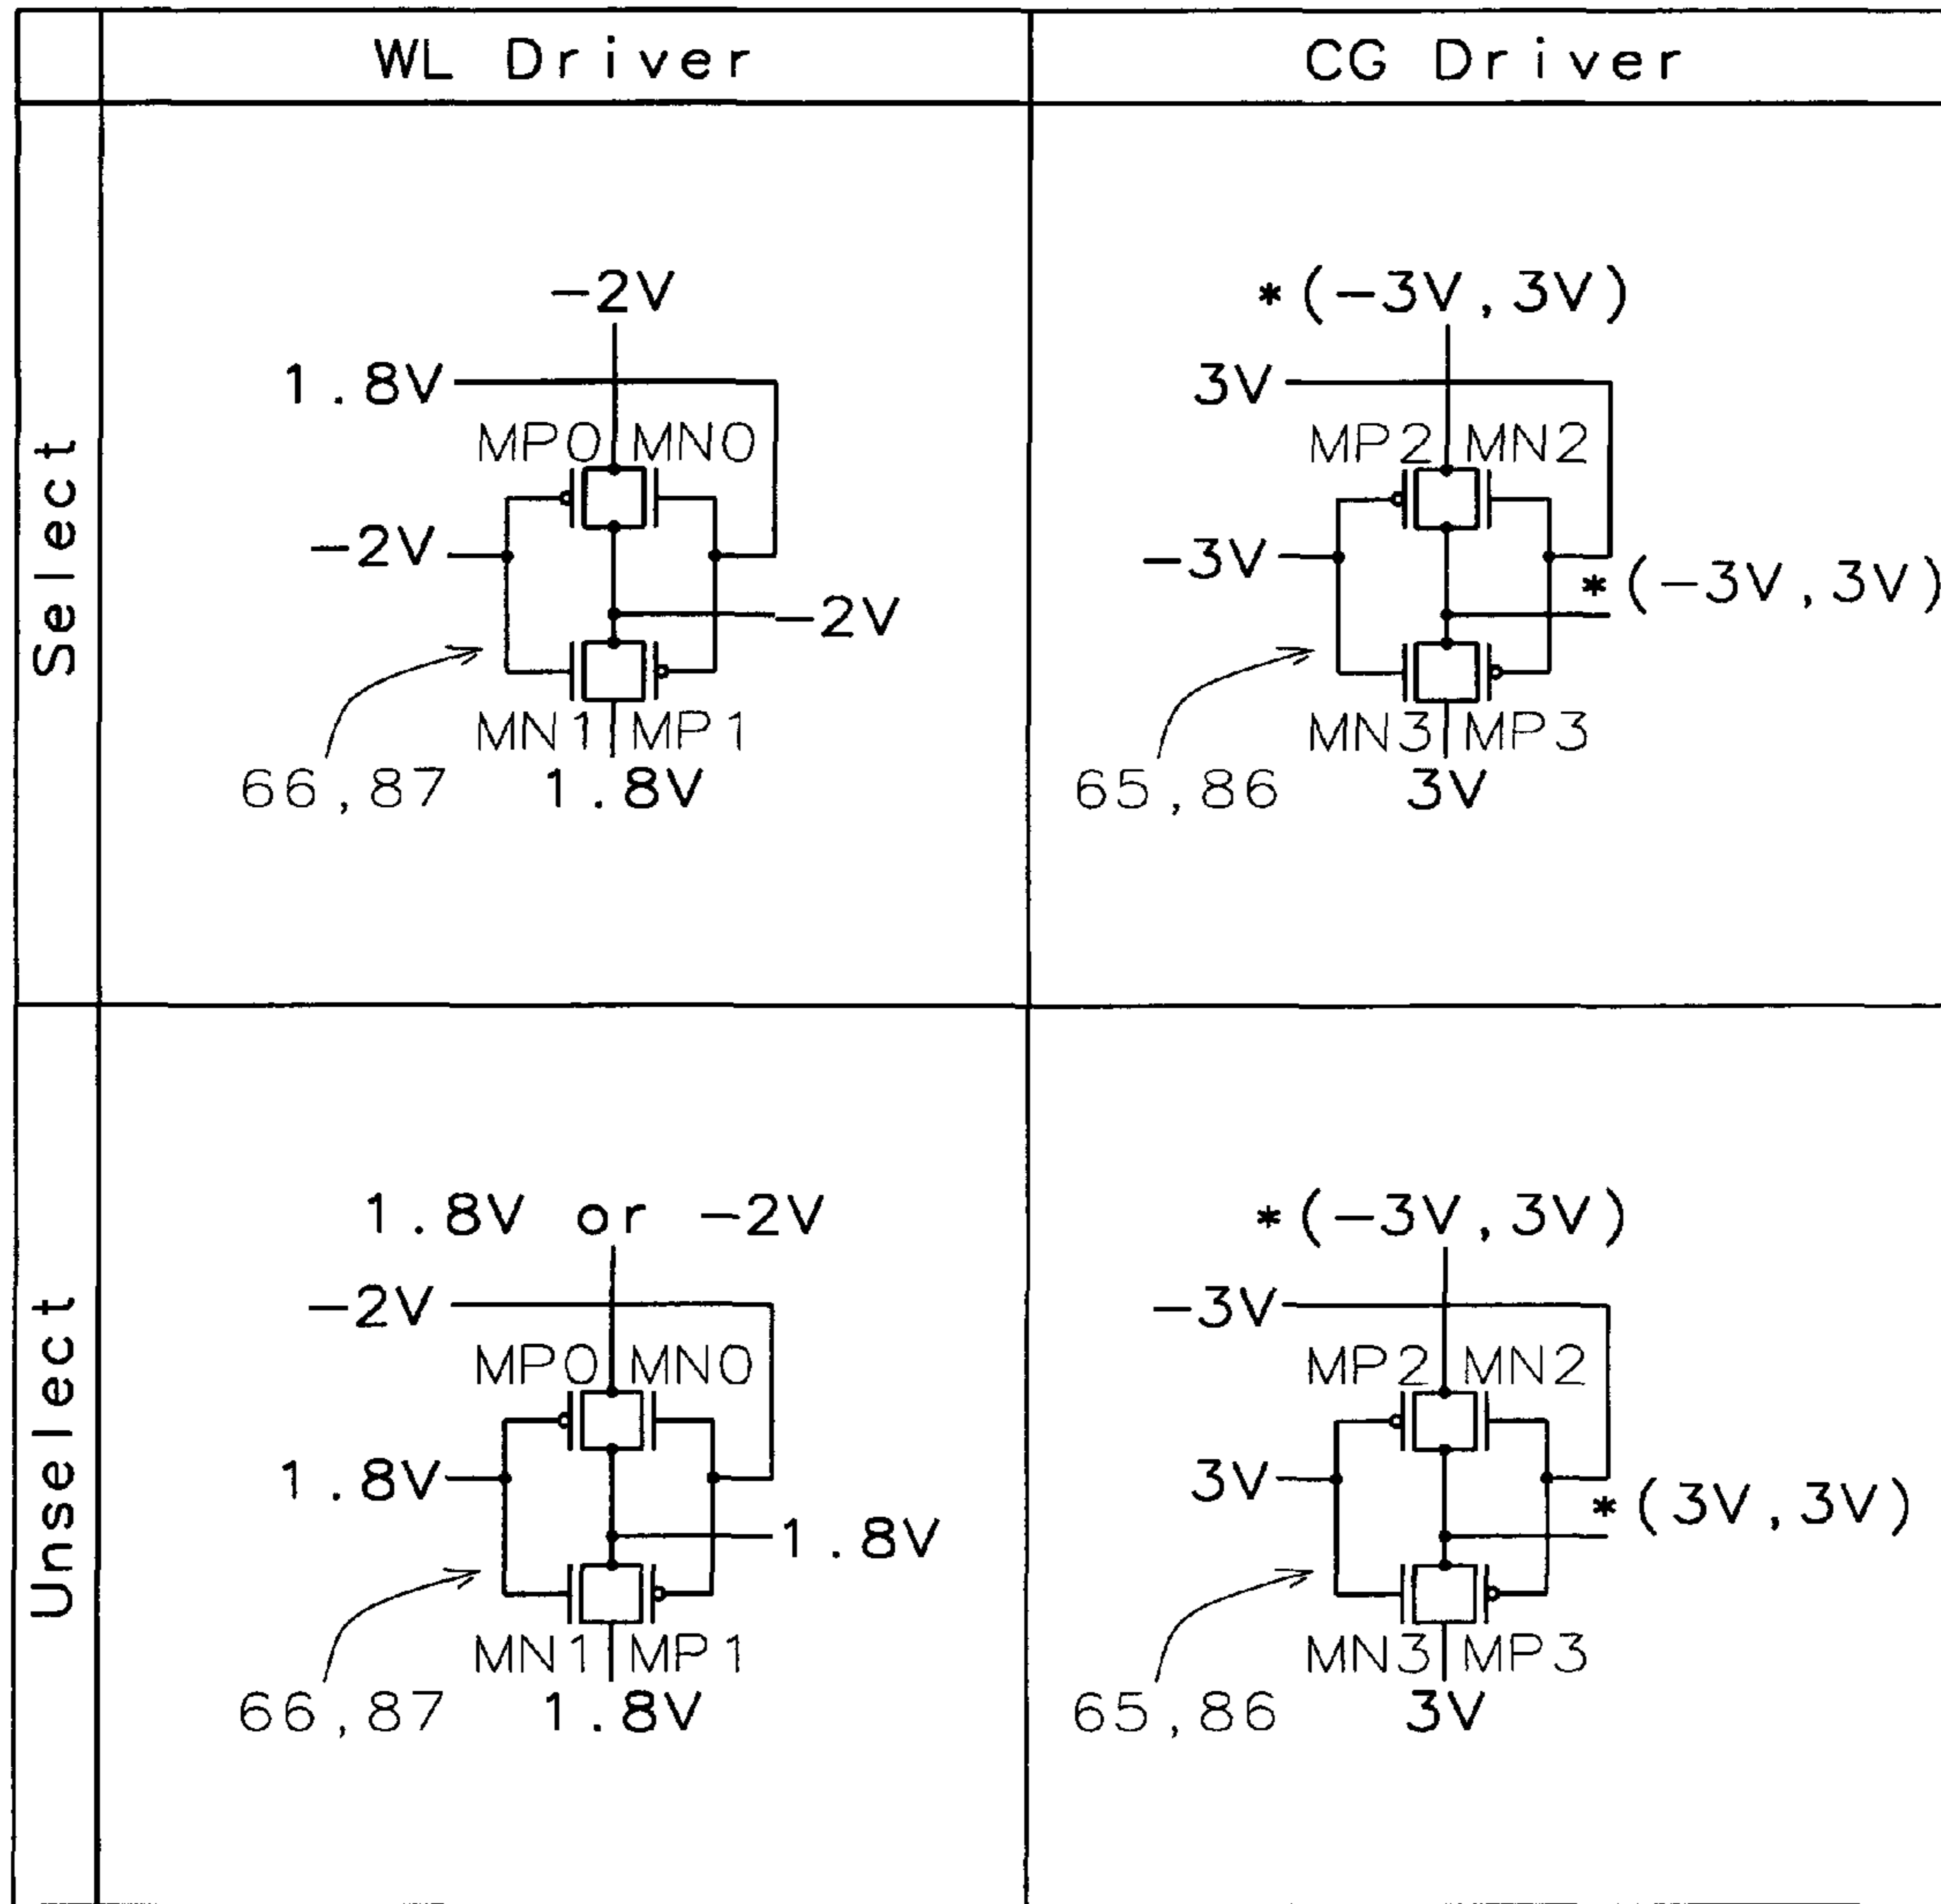 WL Driver
CG Driver
Select
-2V
1.8V
MP0 MN0
-2V
-2V
MN1 MP1
66,87
1.8V
*(-3V,3V)
3V
MP2 MN2
-3V
*(-3V,3V)
MN3 MP3
65,86
3V
Unselect
1.8V or -2V
-2V
MP0 MN0
1.8V
1.8V
MN1 MP1
66,87
1.8V
*(-3V,3V)
-3V
MP2 MN2
3V
*(3V,3V)
MN3 MP3
65,86
3V